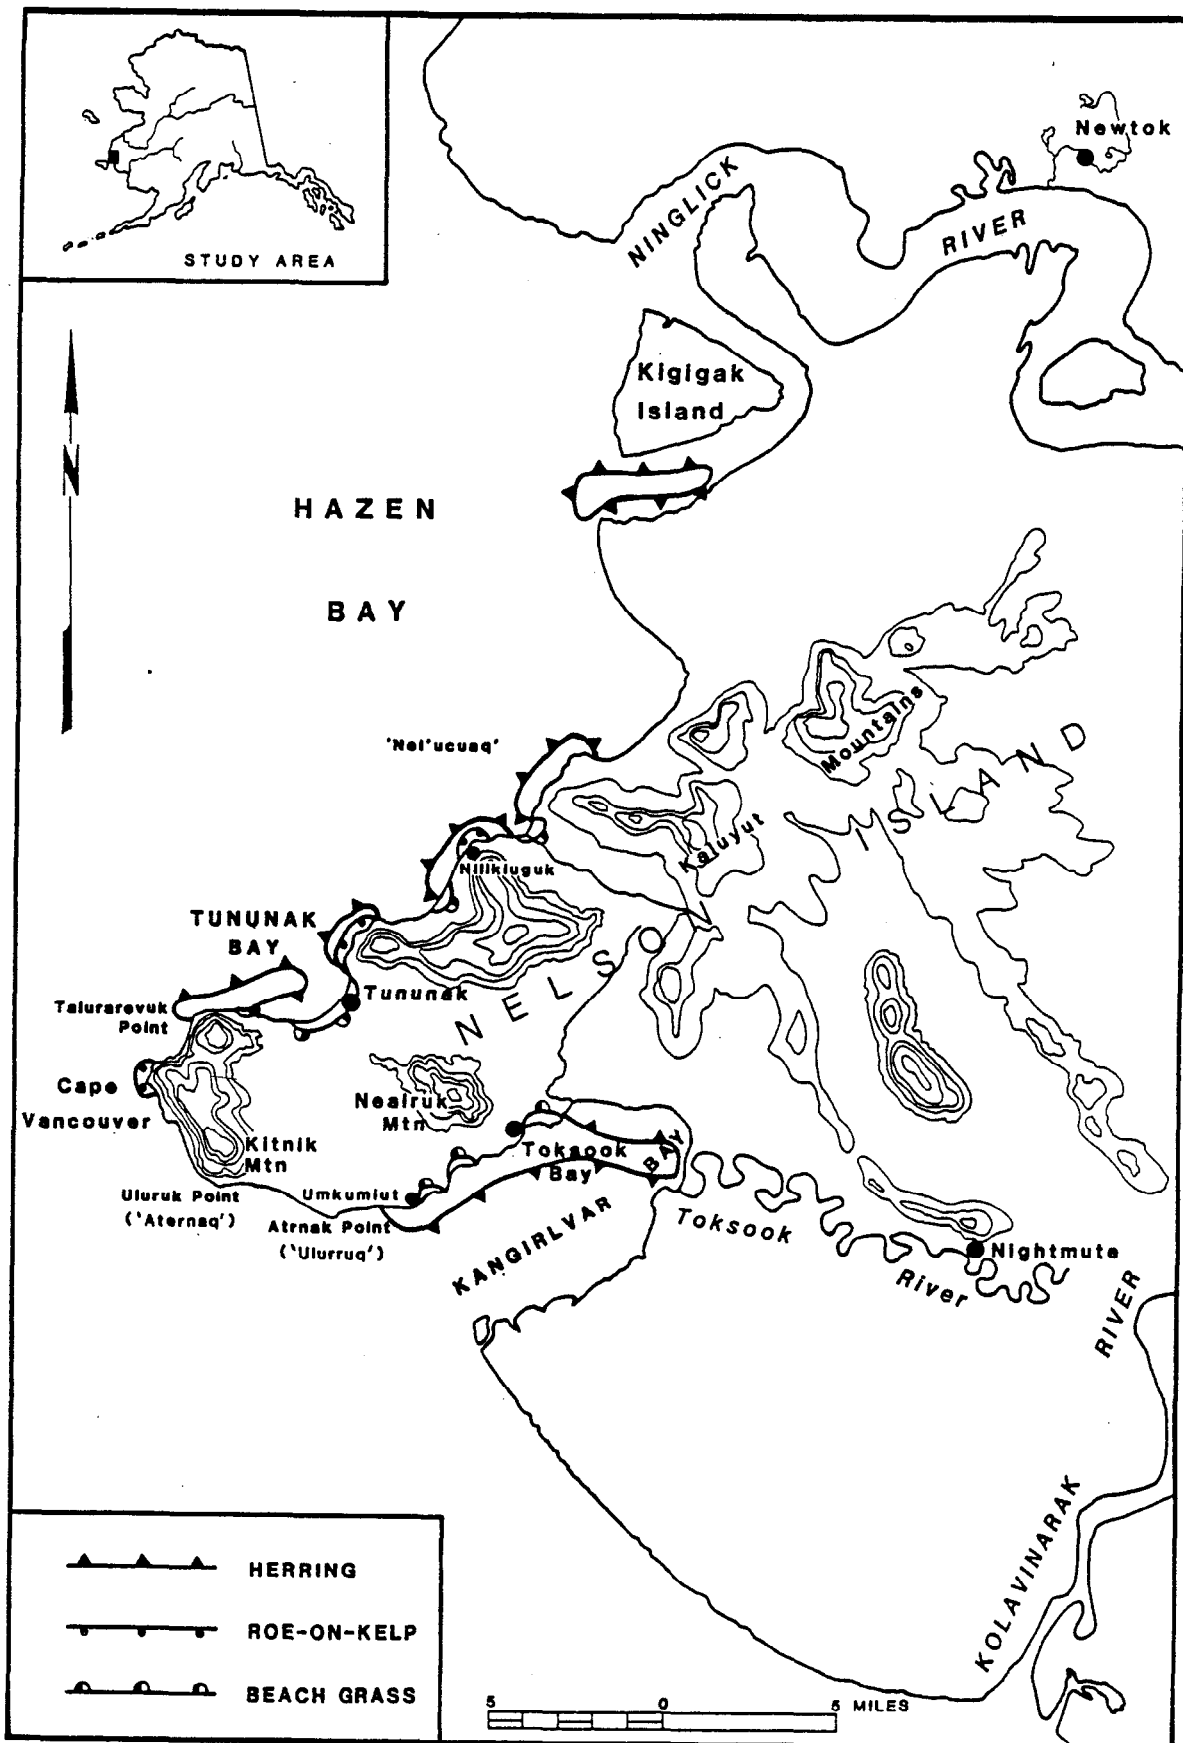 STUDY AREA
Newtok
NINGLICK
RIVER
N
Kigigak
Island
HAZEN
BAY
Mountains
'Nel'ucuaq'
Kaluyut
NELSON ISLAND
Nilikluguk
TUNUNAK
BAY
Tununak
Talurarevuk
Point
Cape
Vancouver
Nealruk
Mtn
Kitnik
Mtn
Toksook
Bay
Uluruk Point
('Aternaq')
Umkumiut
Atrnak Point
('Ulurruq')
KANGIRLVAR
BAY
Toksook
River
Nightmute
KOLAVINARAK
RIVER
HERRING
ROE-ON-KELP
BEACH GRASS
5 0 5 MILES